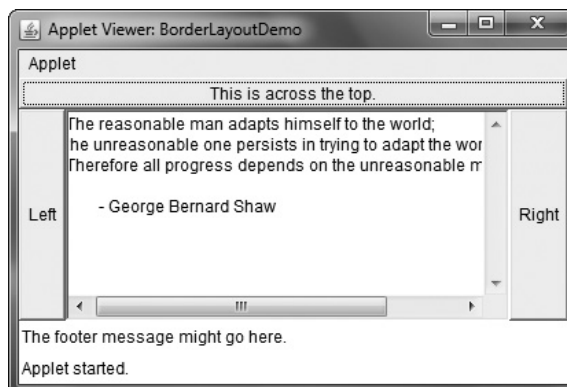 Applet Viewer: BorderLayoutDemo
Applet
This is across the top.
The reasonable man adapts himself to the world;
he unreasonable one persists in trying to adapt the wor
Therefore all progress depends on the unreasonable m
- George Bernard Shaw
Left
Right
The footer message might go here.
Applet started.